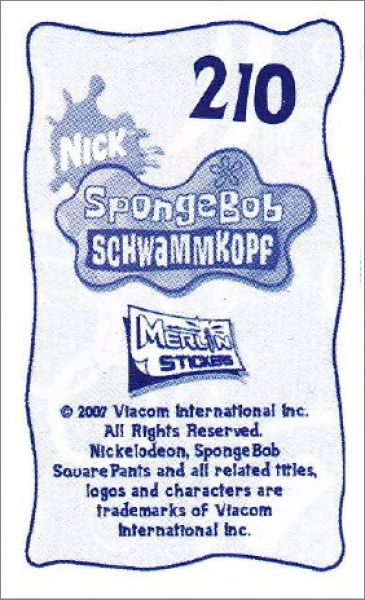 210
NICK
SpongeBob
SCHWAMMKOPF
MERLIN
STICKERS
© 2007 Viacom International Inc.
All Rights Reserved.
Nickelodeon, SpongeBob
SquarePants and all related titles,
logos and characters are
trademarks of Viacom
International Inc.